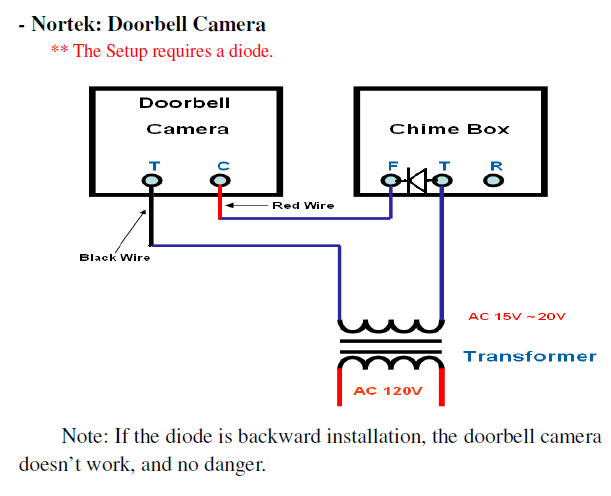 - Nortek: Doorbell Camera
** The Setup requires a diode.
Doorbell
Camera
T C
Chime Box
F T R
Red Wire
Black Wire
AC 15V ~20V
Transformer
AC 120V
Note: If the diode is backward installation, the doorbell camera
doesn't work, and no danger.